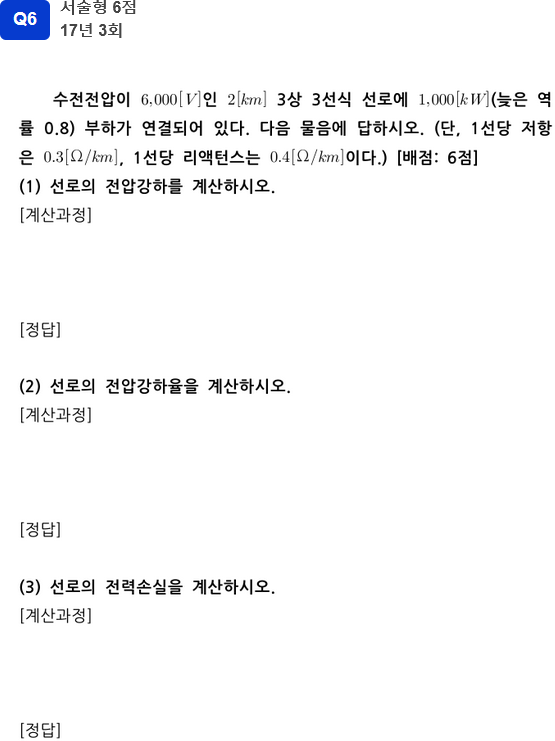 Q6
서술형 6점
17년 3회
수전전압이 6,000[V]인 2[km] 3상 3선식 선로에 1,000[kW](늦은 역
률 0.8) 부하가 연결되어 있다. 다음 물음에 답하시오. (단, 1선당 저항
은 0.3[Ω/km], 1선당 리액턴스는 0.4[Ω/km]이다.) [배점: 6점]
(1) 선로의 전압강하를 계산하시오.
[계산과정]
[정답]
(2) 선로의 전압강하율을 계산하시오.
[계산과정]
[정답]
(3) 선로의 전력손실을 계산하시오.
[계산과정]
[정답]